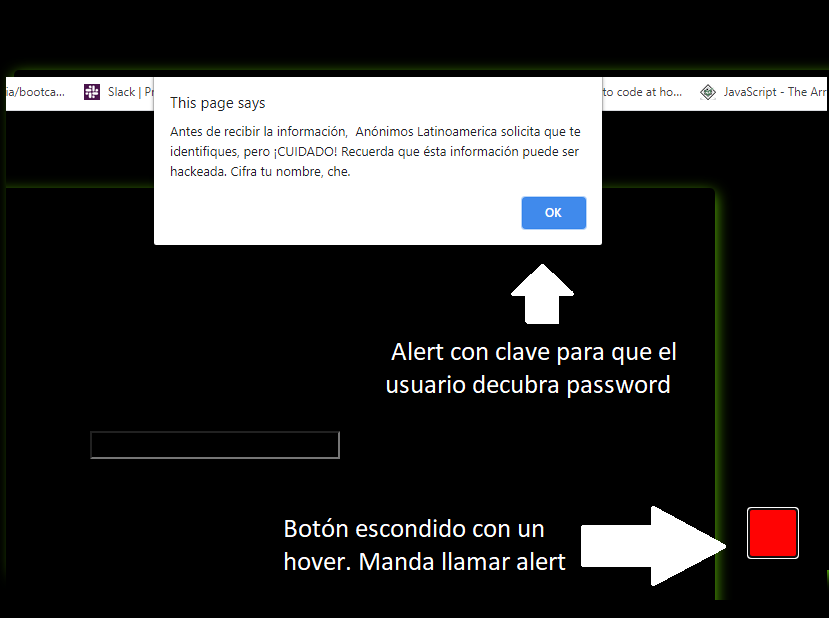 ia/bootca... Slack | Pr to code at ho... JavaScript - The Arr
This page says
Antes de recibir la información, Anónimos Latinoamerica solicita que te
identifiques, pero ¡CUIDADO! Recuerda que ésta información puede ser
hackeada. Cifra tu nombre, che.
OK
Alert con clave para que el
usuario decubra password
Botón escondido con un
hover. Manda llamar alert